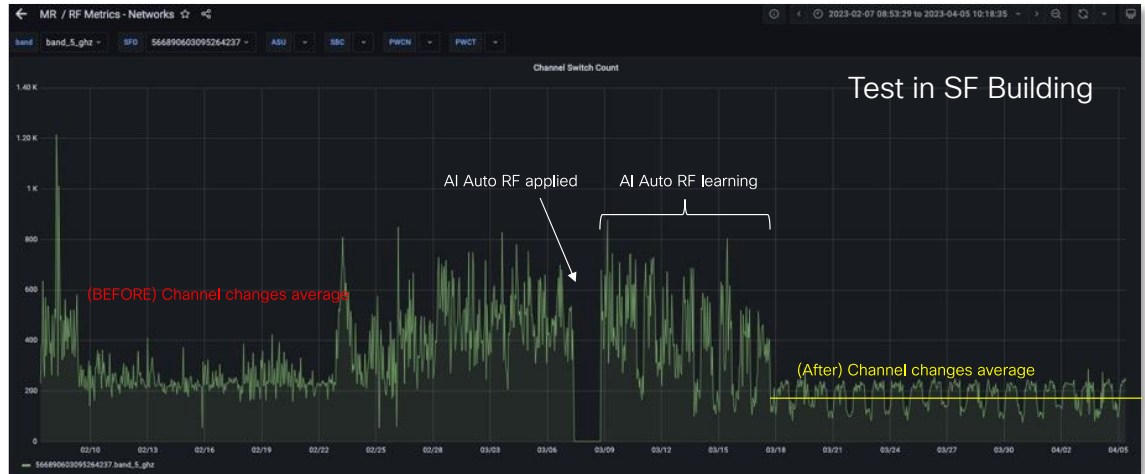 MR / RF Metrics - Networks
2023-02-07 08:53:29 to 2023-04-05 10:18:35
band band_5_ghz SFO 566890603095264237 ASU SBC PWCN PWCT
Channel Switch Count
Test in SF Building
1.40 K
1.20 K
1 K
800
600
400
200
0
AI Auto RF applied
AI Auto RF learning
(BEFORE) Channel changes average
(After) Channel changes average
02/10 02/13 02/16 02/19 02/22 02/25 02/28 03/03 03/06 03/09 03/12 03/15 03/18 03/21 03/24 03/27 03/30 04/02 04/05
566890603095264237.band_5_ghz